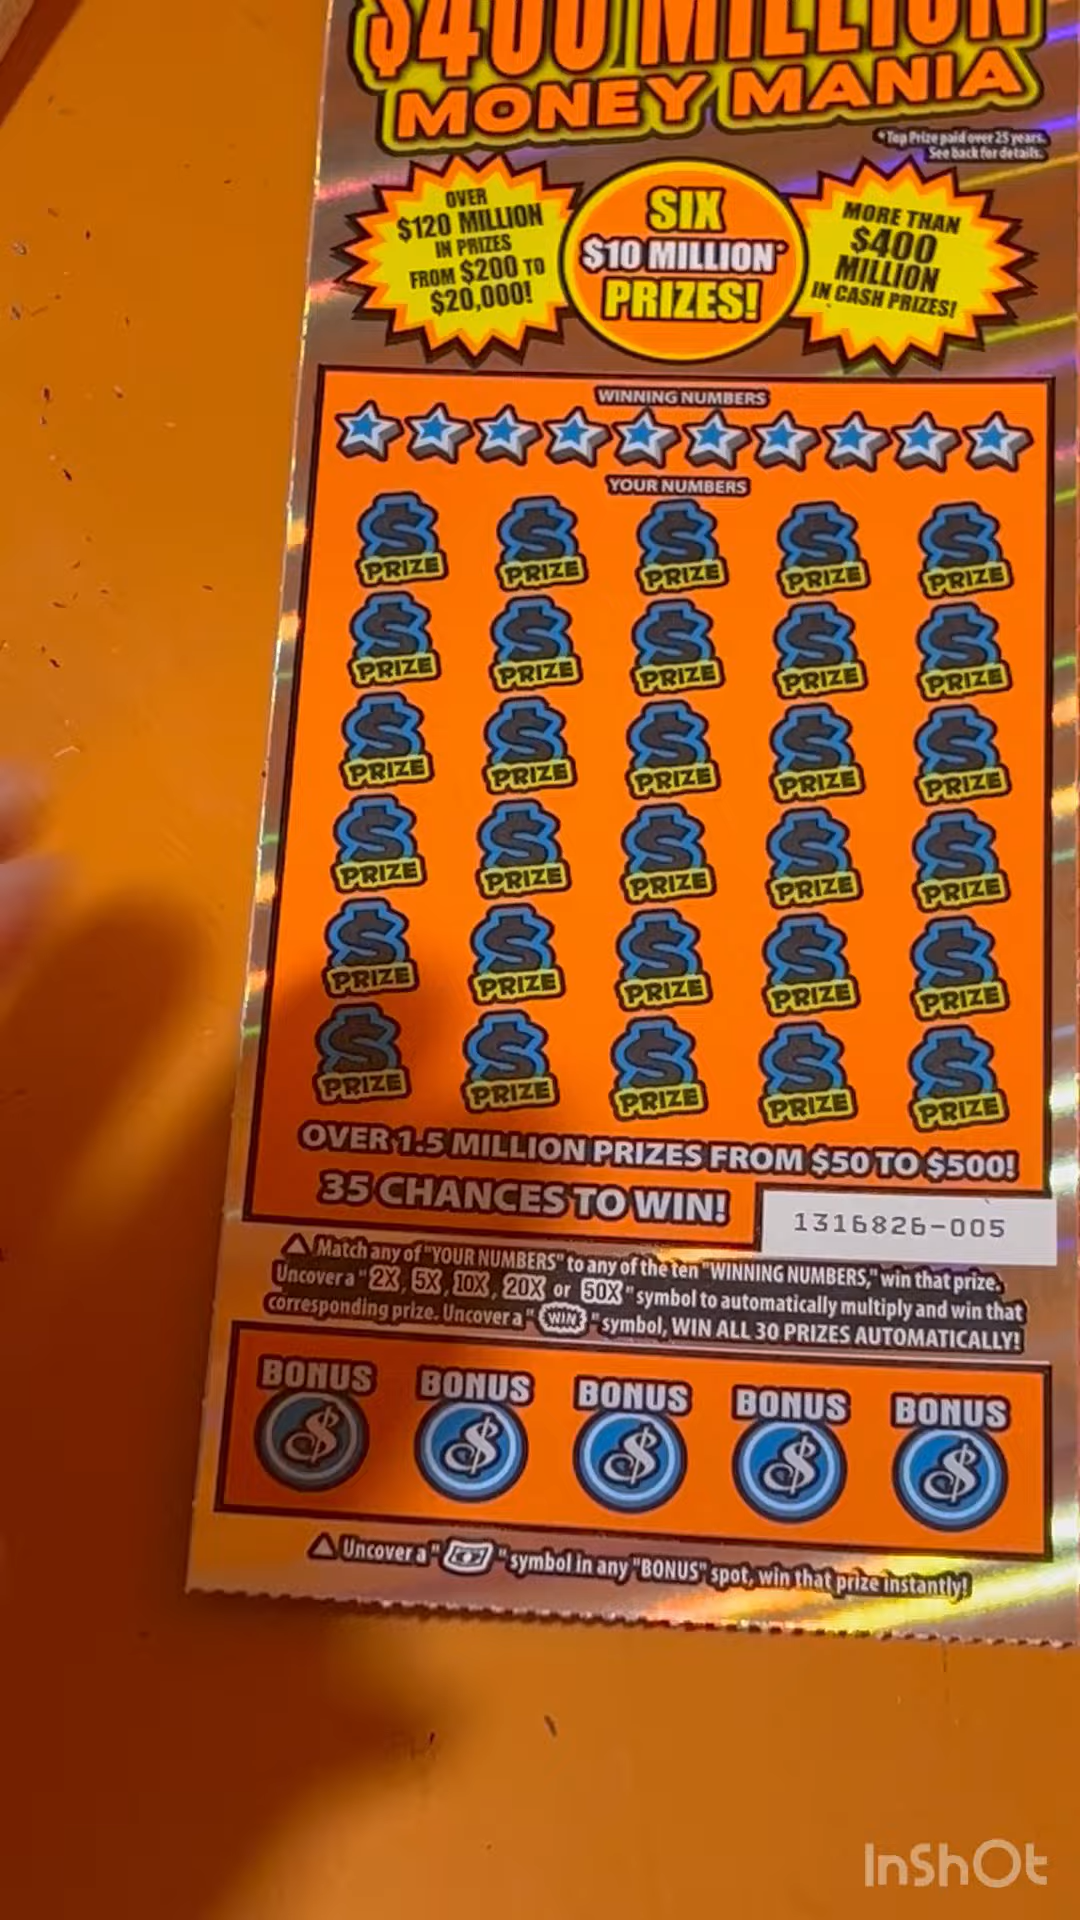 $400 MILLION
MONEY MANIA
*Top Prize paid over 25 years.
See back for details.
OVER
$120 MILLION
IN PRIZES
FROM $200 TO
$20,000!
SIX
$10 MILLION*
PRIZES!
MORE THAN
$400
MILLION
IN CASH PRIZES!
WINNING NUMBERS
YOUR NUMBERS
PRIZE PRIZE PRIZE PRIZE PRIZE
PRIZE PRIZE PRIZE PRIZE PRIZE
PRIZE PRIZE PRIZE PRIZE PRIZE
PRIZE PRIZE PRIZE PRIZE PRIZE
PRIZE PRIZE PRIZE PRIZE PRIZE
PRIZE PRIZE PRIZE PRIZE PRIZE
OVER 1.5 MILLION PRIZES FROM $50 TO $500!
35 CHANCES TO WIN!
1316826-005
Match any of "YOUR NUMBERS" to any of the ten "WINNING NUMBERS," win that prize.
Uncover a "2X, 5X, 10X, 20X or 50X" symbol to automatically multiply and win that
corresponding prize. Uncover a "WIN" symbol, WIN ALL 30 PRIZES AUTOMATICALLY!
BONUS BONUS BONUS BONUS BONUS
Uncover a " " symbol in any "BONUS" spot, win that prize instantly!
InShOt